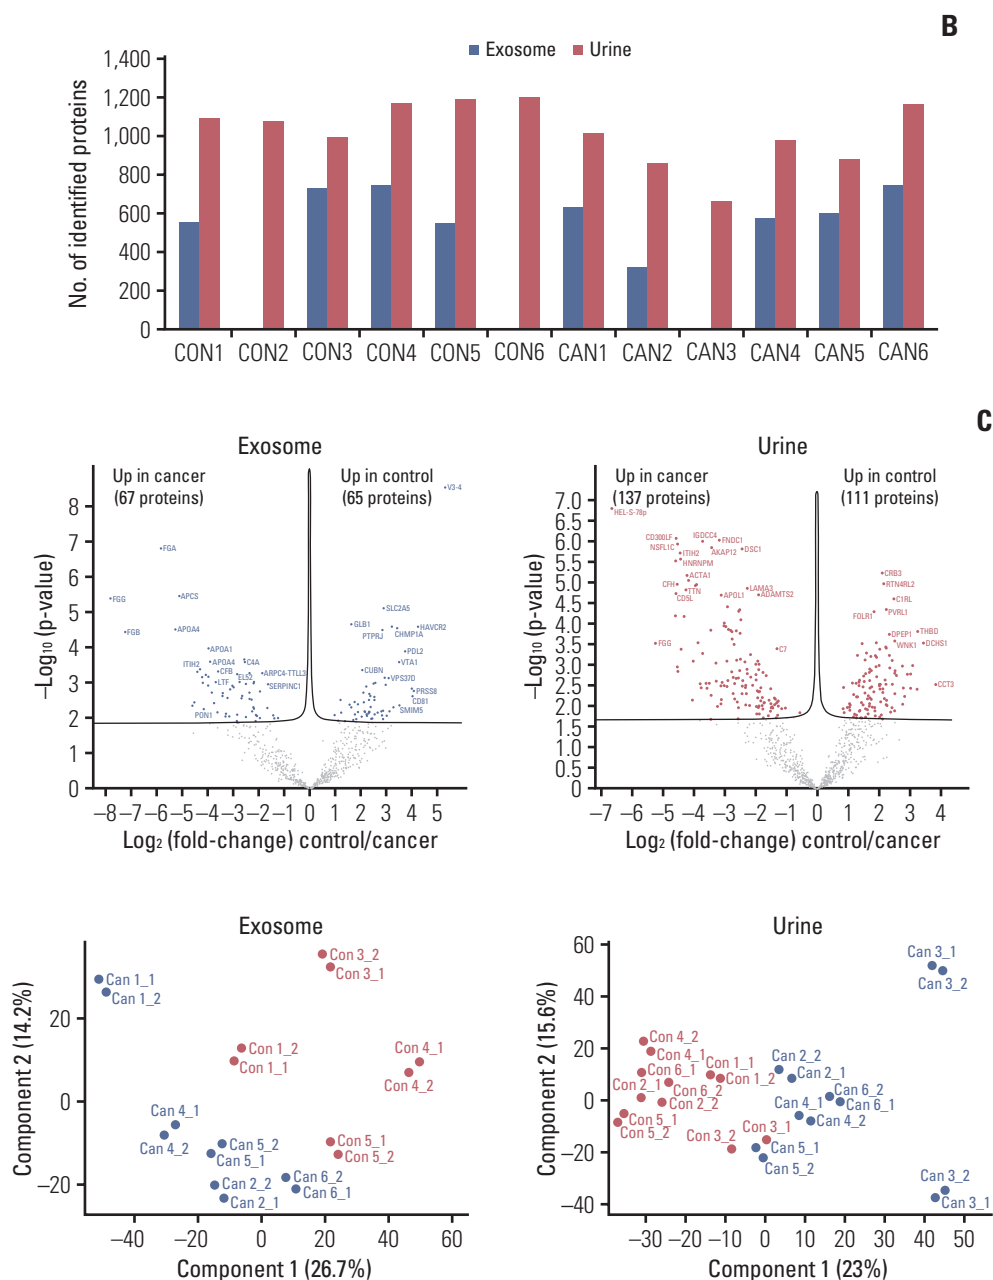 B
Exosome Urine
No. of identified proteins
1,400
1,200
1,000
800
600
400
200
0
CON1 CON2 CON3 CON4 CON5 CON6 CAN1 CAN2 CAN3 CAN4 CAN5 CAN6
C
Exosome
Up in cancer
(67 proteins)
Up in control
(65 proteins)
V3-4
FGA
FGG
APCS
FGB
APOA4
SLC2A5
GLB1
PTPRJ
CHMP1A
HAVCR2
APOA1
PDL2
ITIH2
APOA4
C4A
VTA1
CFB
EL52
ARPC4-TTLL3
CUBN
VPS37D
LTF
SERPINC1
PRSS8
CD81
PON1
SMIM5
–Log10 (p-value)
8
7
6
5
4
3
2
1
0
–8 –7 –6 –5 –4 –3 –2 –1 0 1 2 3 4 5
Log2 (fold-change) control/cancer
Urine
Up in cancer
(137 proteins)
Up in control
(111 proteins)
HEL-S-78p
CD300LF
IGDCC4
FNDC1
NSFL1C
AKAP12
DSC1
ITIH2
HNRNPM
ACTA1
CFH
TTN
LAMA3
CD5L
APOL1
ADAMTS2
FGG
C7
CRB3
RTN4RL2
C1RL
FOLR1
PVRL1
DPEP1
THBD
WNK1
DCHS1
CCT3
–Log10 (p-value)
7.0
6.5
6.0
5.5
5.0
4.5
4.0
3.5
3.0
2.5
2.0
1.5
1.0
0.5
0
–7 –6 –5 –4 –3 –2 –1 0 1 2 3 4
Log2 (fold-change) control/cancer
Exosome
Component 2 (14.2%)
20
0
–20
Can 1_1
Can 1_2
Con 3_2
Con 3_1
Con 1_2
Con 1_1
Con 4_1
Con 4_2
Can 4_1
Can 4_2
Can 5_2
Can 5_1
Con 5_1
Con 5_2
Can 2_2
Can 2_1
Can 6_2
Can 6_1
–40 –20 0 20 40 60
Component 1 (26.7%)
Urine
Component 2 (15.6%)
60
40
20
0
–20
–40
Can 3_1
Can 3_2
Con 4_2
Con 4_1
Con 6_1
Con 1_1
Con 1_2
Con 2_1
Con 6_2
Con 2_2
Con 5_1
Con 5_2
Con 3_2
Con 3_1
Can 2_2
Can 2_1
Can 6_2
Can 6_1
Can 4_1
Can 4_2
Can 5_1
Can 5_2
Can 3_2
Can 3_1
–30 –20 –10 0 10 20 30 40 50
Component 1 (23%)